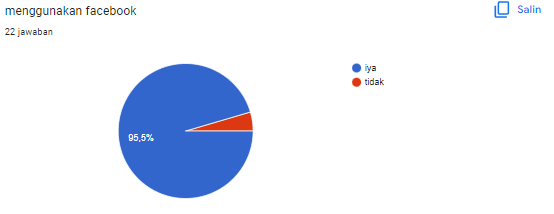 menggunakan facebook
Salin
22 jawaban
iya
tidak
95,5%